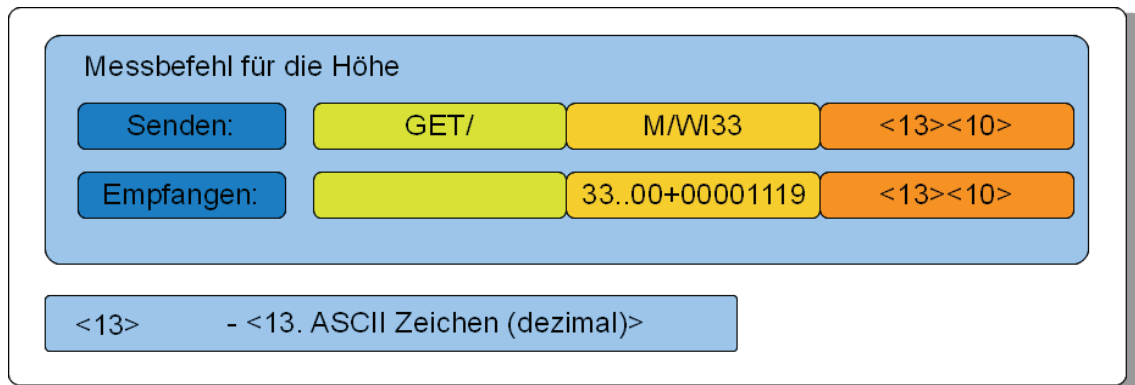 Messbefehl für die Höhe
Senden: GET/ M/WI33 <13><10>
Empfangen: 33..00+00001119 <13><10>
<13> - <13. ASCII Zeichen (dezimal)>